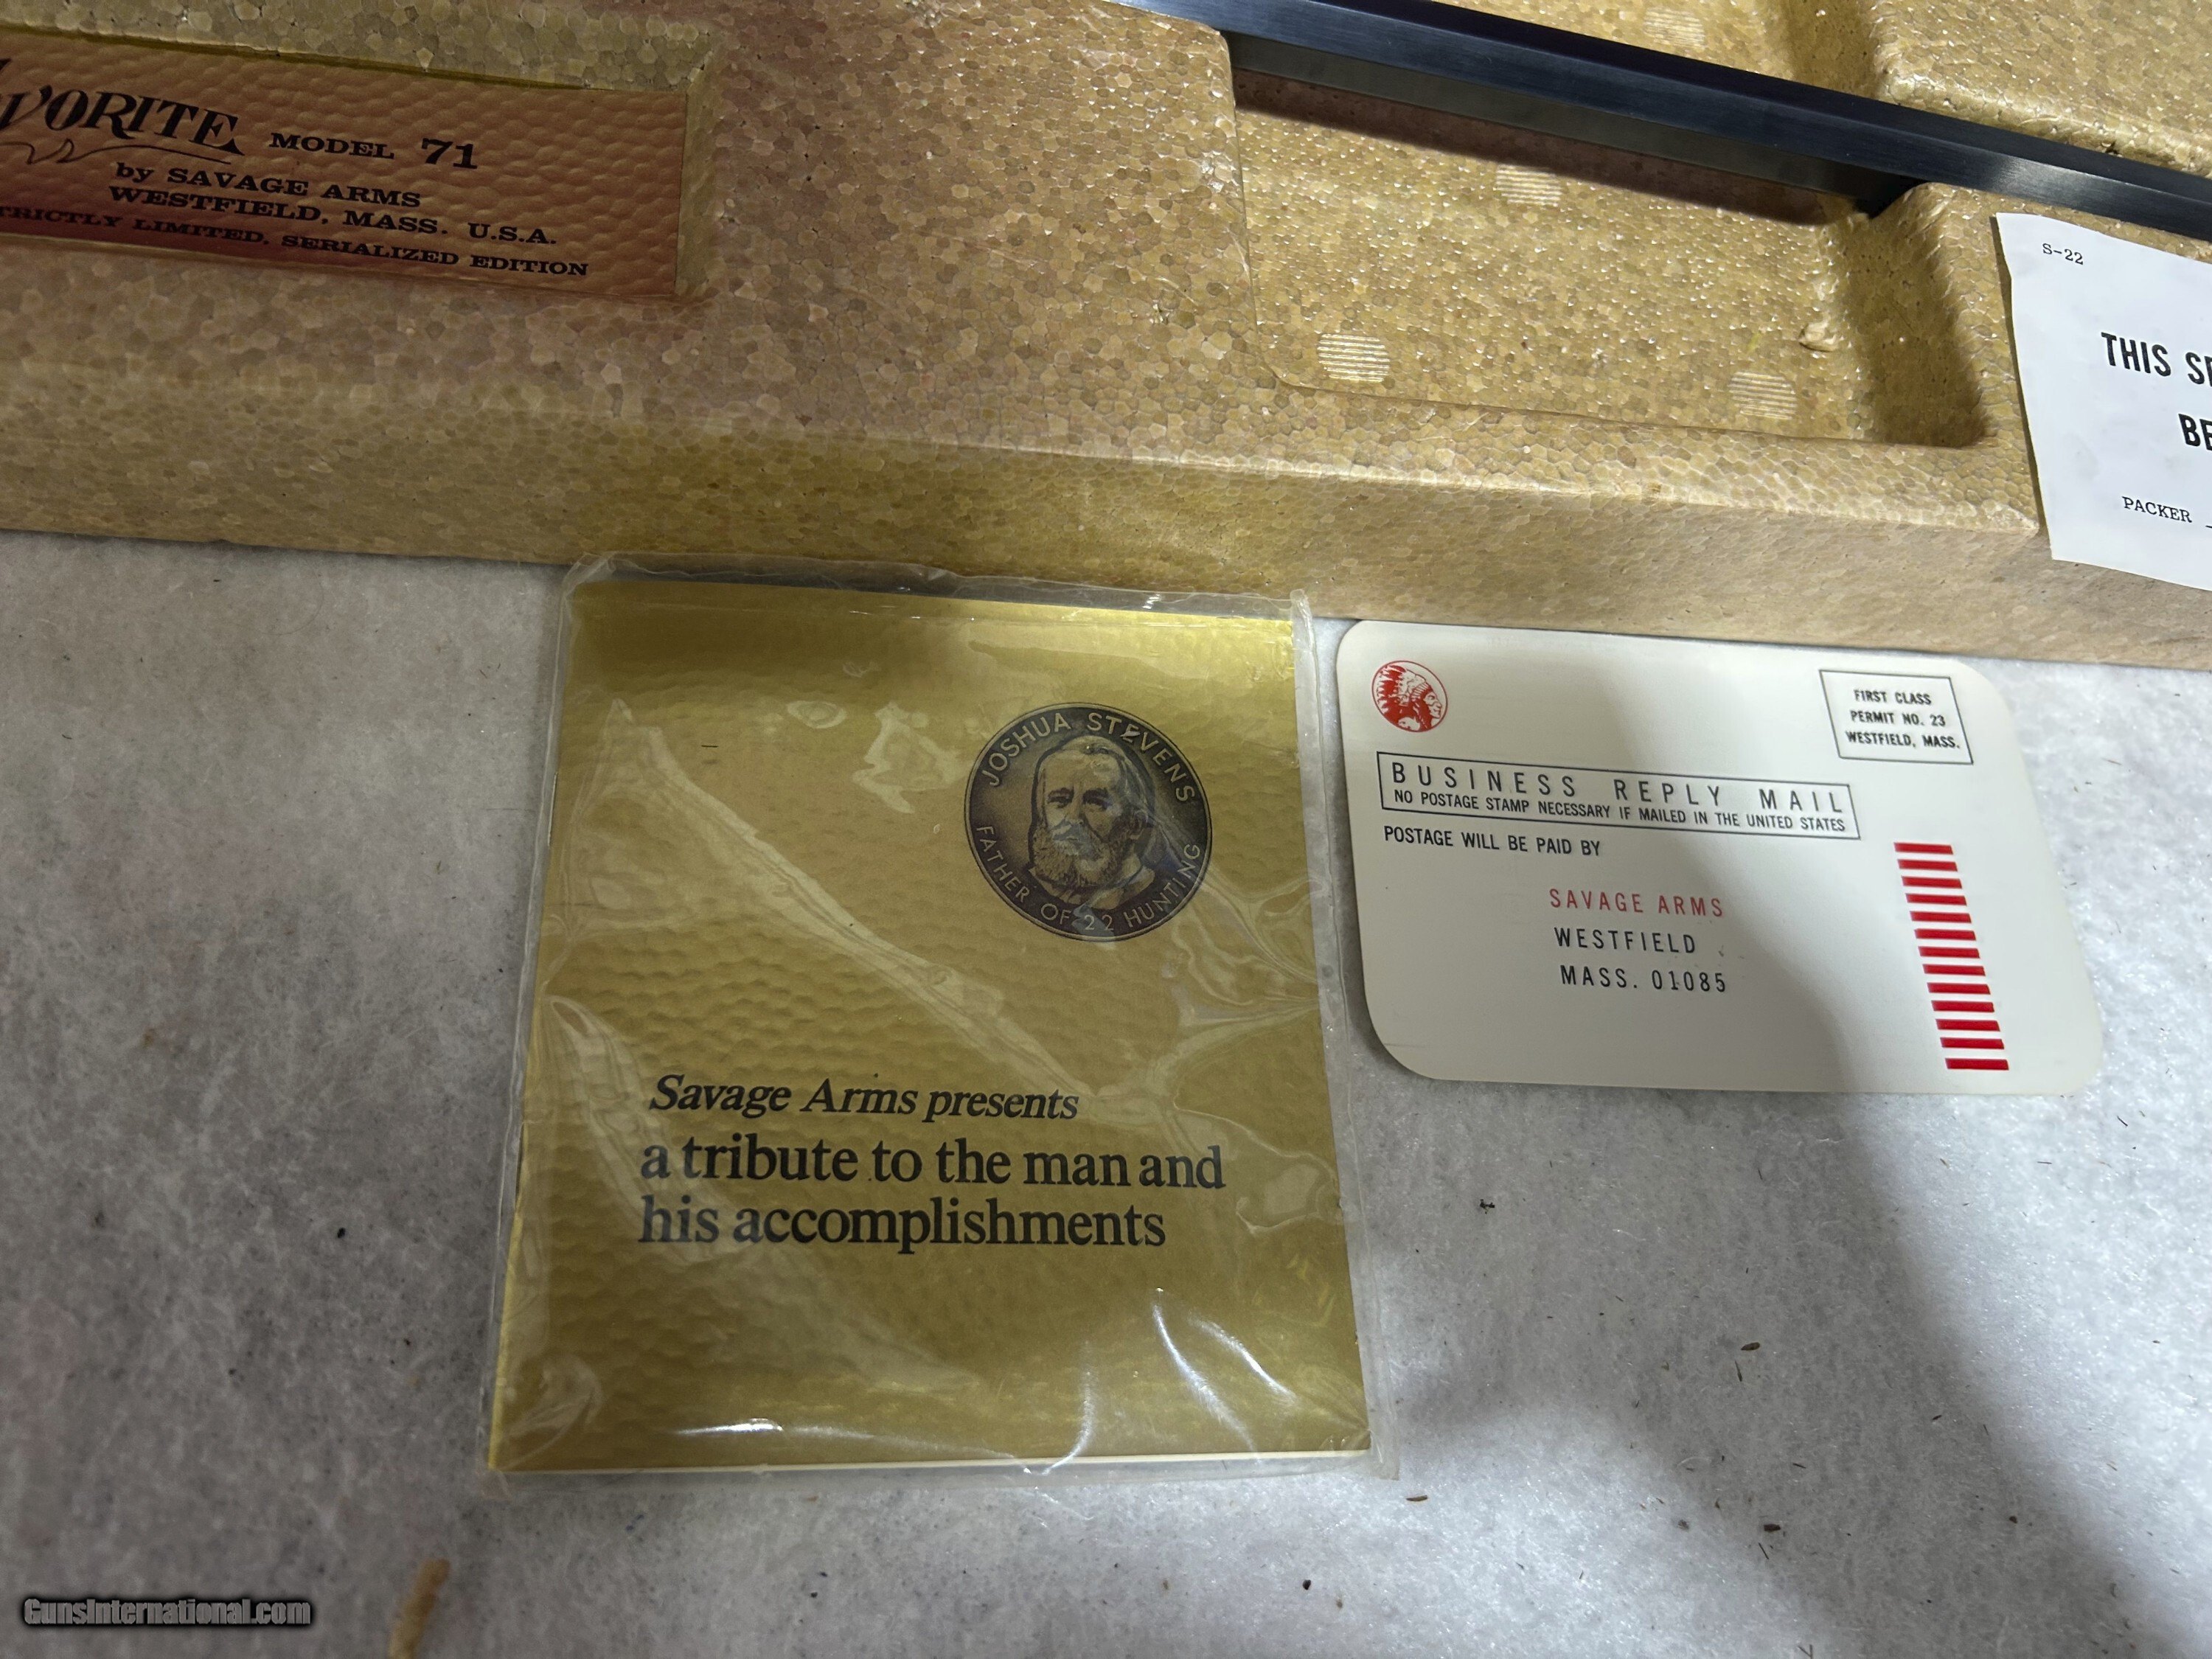 MODEL 71
by SAVAGE ARMS
WESTFIELD, MASS. U.S.A.
LIMITED, SERIALIZED EDITION
S-22
THIS
PACKER
JOSHUA STEVENS
FATHER OF 22 HUNTING
Savage Arms presents
a tribute to the man and
his accomplishments
FIRST CLASS
PERMIT NO. 23
WESTFIELD, MASS.
BUSINESS REPLY MAIL
NO POSTAGE STAMP NECESSARY IF MAILED IN THE UNITED STATES
POSTAGE WILL BE PAID BY
SAVAGE ARMS
WESTFIELD
MASS. 01085
GunsInternational.com